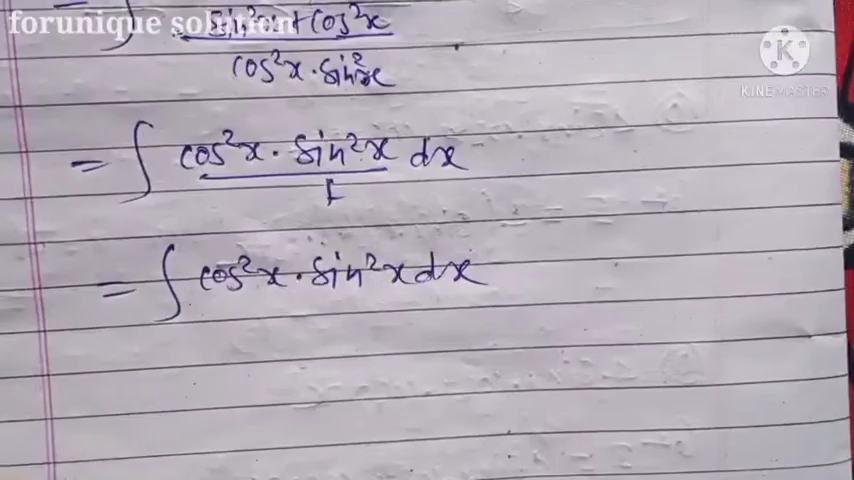 forunique solution
sin²x + cos²x
cos²x · sin²x
KINEMASTER
= ∫ cos²x · sin²x dx
1
= ∫ cos²x · sin²x dx